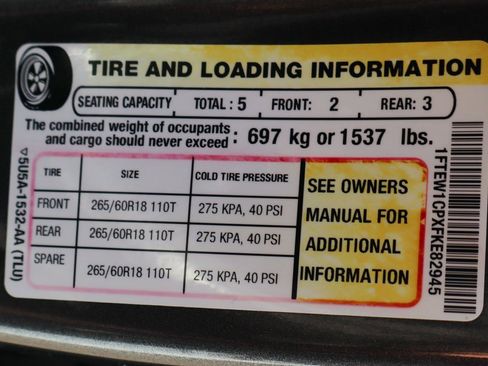 TIRE AND LOADING INFORMATION
SEATING CAPACITY TOTAL : 5 FRONT: 2 REAR: 3
The combined weight of occupants
and cargo should never exceed : 697 kg or 1537 lbs.
TIRE SIZE COLD TIRE PRESSURE
FRONT 265/60R18 110T 275 KPA, 40 PSI
REAR 265/60R18 110T 275 KPA, 40 PSI
SPARE 265/60R18 110T 275 KPA, 40 PSI
SEE OWNERS
MANUAL FOR
ADDITIONAL
INFORMATION
▽5U5A-1532-AA (TLU)
1FTEW1CPXFKE82945